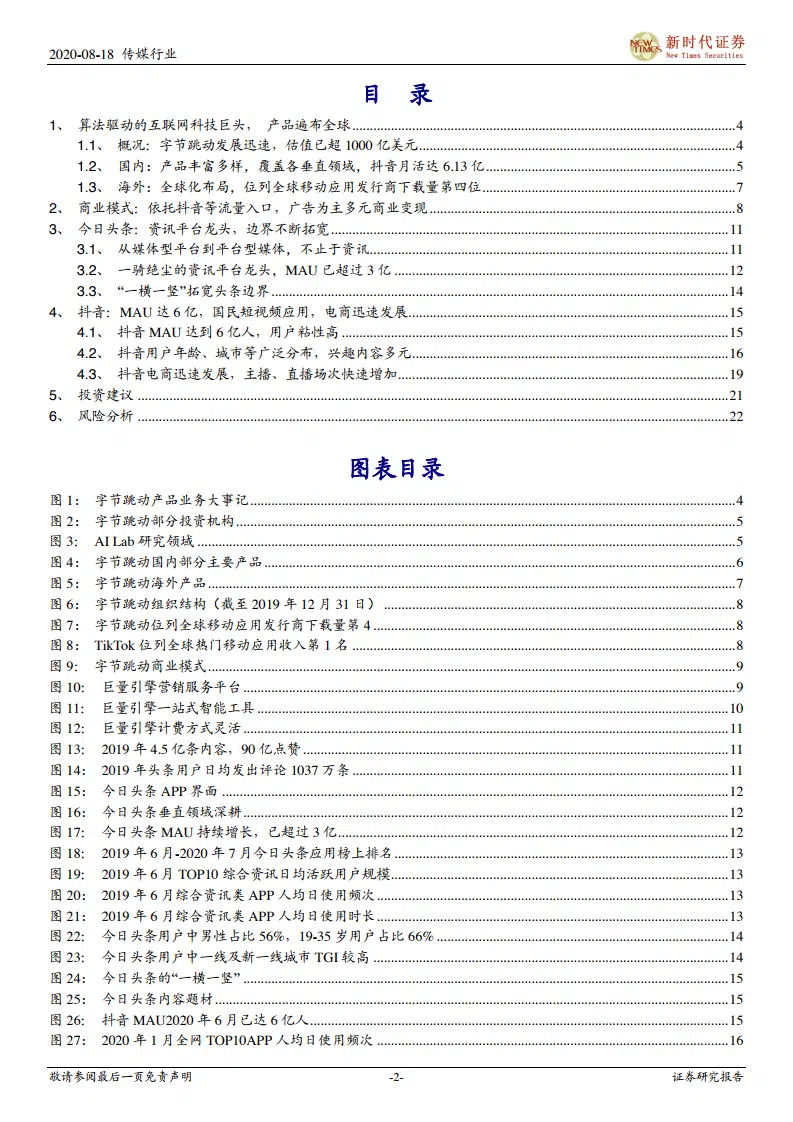 2020-08-18 传媒行业
NEW TIMES
新时代证券
New Times Securities
目 录
1、 算法驱动的互联网科技巨头, 产品遍布全球.....4
1.1、 概况:字节跳动发展迅速,估值已超 1000 亿美元.....4
1.2、 国内:产品丰富多样,覆盖各垂直领域,抖音月活达 6.13 亿.....5
1.3、 海外:全球化布局,位列全球移动应用发行商下载量第四位.....7
2、 商业模式:依托抖音等流量入口,广告为主多元商业变现.....8
3、 今日头条:资讯平台龙头,边界不断拓宽.....11
3.1、 从媒体型平台到平台型媒体,不止于资讯.....11
3.2、 一骑绝尘的资讯平台龙头,MAU 已超过 3 亿.....12
3.3、 “一横一竖”拓宽头条边界.....14
4、 抖音:MAU 达 6 亿,国民短视频应用,电商迅速发展.....15
4.1、 抖音 MAU 达到 6 亿人,用户粘性高.....15
4.2、 抖音用户年龄、城市等广泛分布,兴趣内容多元.....16
4.3、 抖音电商迅速发展,主播、直播场次快速增加.....19
5、 投资建议.....21
6、 风险分析.....22
图表目录
图 1: 字节跳动产品业务大事记.....4
图 2: 字节跳动部分投资机构.....5
图 3: AI Lab 研究领域.....5
图 4: 字节跳动国内部分主要产品.....6
图 5: 字节跳动海外产品.....7
图 6: 字节跳动组织结构(截至 2019 年 12 月 31 日).....8
图 7: 字节跳动位列全球移动应用发行商下载量第 4.....8
图 8: TikTok 位列全球热门移动应用收入第 1 名.....8
图 9: 字节跳动商业模式.....9
图 10: 巨量引擎营销服务平台.....9
图 11: 巨量引擎一站式智能工具.....10
图 12: 巨量引擎计费方式灵活.....11
图 13: 2019 年 4.5 亿条内容,90 亿点赞.....11
图 14: 2019 年头条用户日均发出评论 1037 万条.....11
图 15: 今日头条 APP 界面.....12
图 16: 今日头条垂直领域深耕.....12
图 17: 今日头条 MAU 持续增长,已超过 3 亿.....12
图 18: 2019 年 6 月-2020 年 7 月今日头条应用榜上排名.....13
图 19: 2019 年 6 月 TOP10 综合资讯日均活跃用户规模.....13
图 20: 2019 年 6 月综合资讯类 APP 人均日使用频次.....13
图 21: 2019 年 6 月综合资讯类 APP 人均日使用时长.....13
图 22: 今日头条用户中男性占比 56%,19-35 岁用户占比 66%.....14
图 23: 今日头条用户中一线及新一线城市 TGI 较高.....14
图 24: 今日头条的“一横一竖”.....15
图 25: 今日头条内容题材.....15
图 26: 抖音 MAU2020 年 6 月已达 6 亿人.....15
图 27: 2020 年 1 月全网 TOP10APP 人均日使用频次.....16
敬请参阅最后一页免责声明
-2-
证券研究报告